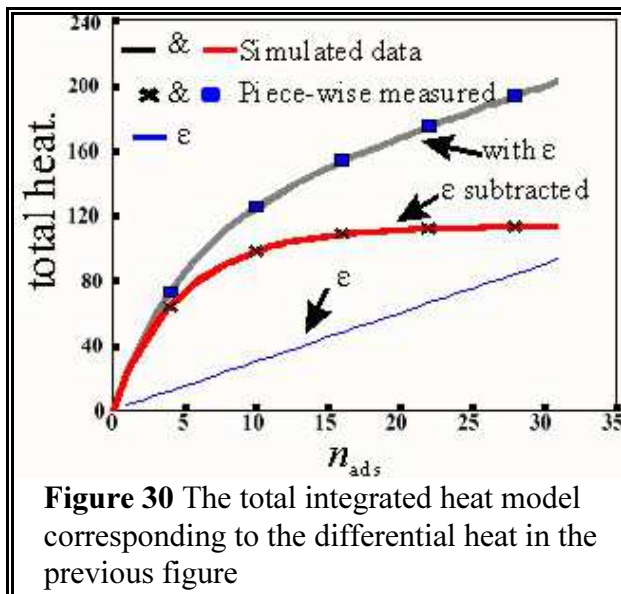 240
200
160
120
80
40
0
& Simulated data
& Piece-wise measured
ε
with ε
ε subtracted
ε
total heat.
0 5 10 15 20 25 30 35
n_ads
Figure 30 The total integrated heat model
corresponding to the differential heat in the
previous figure